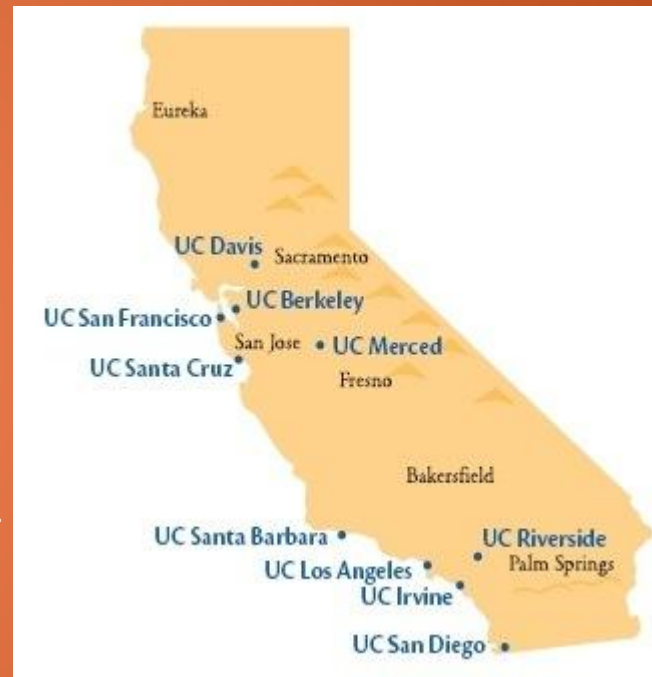 Eureka
UC Davis
Sacramento
UC Berkeley
UC San Francisco
San Jose
UC Merced
UC Santa Cruz
Fresno
Bakersfield
UC Santa Barbara
UC Riverside
UC Los Angeles
Palm Springs
UC Irvine
UC San Diego